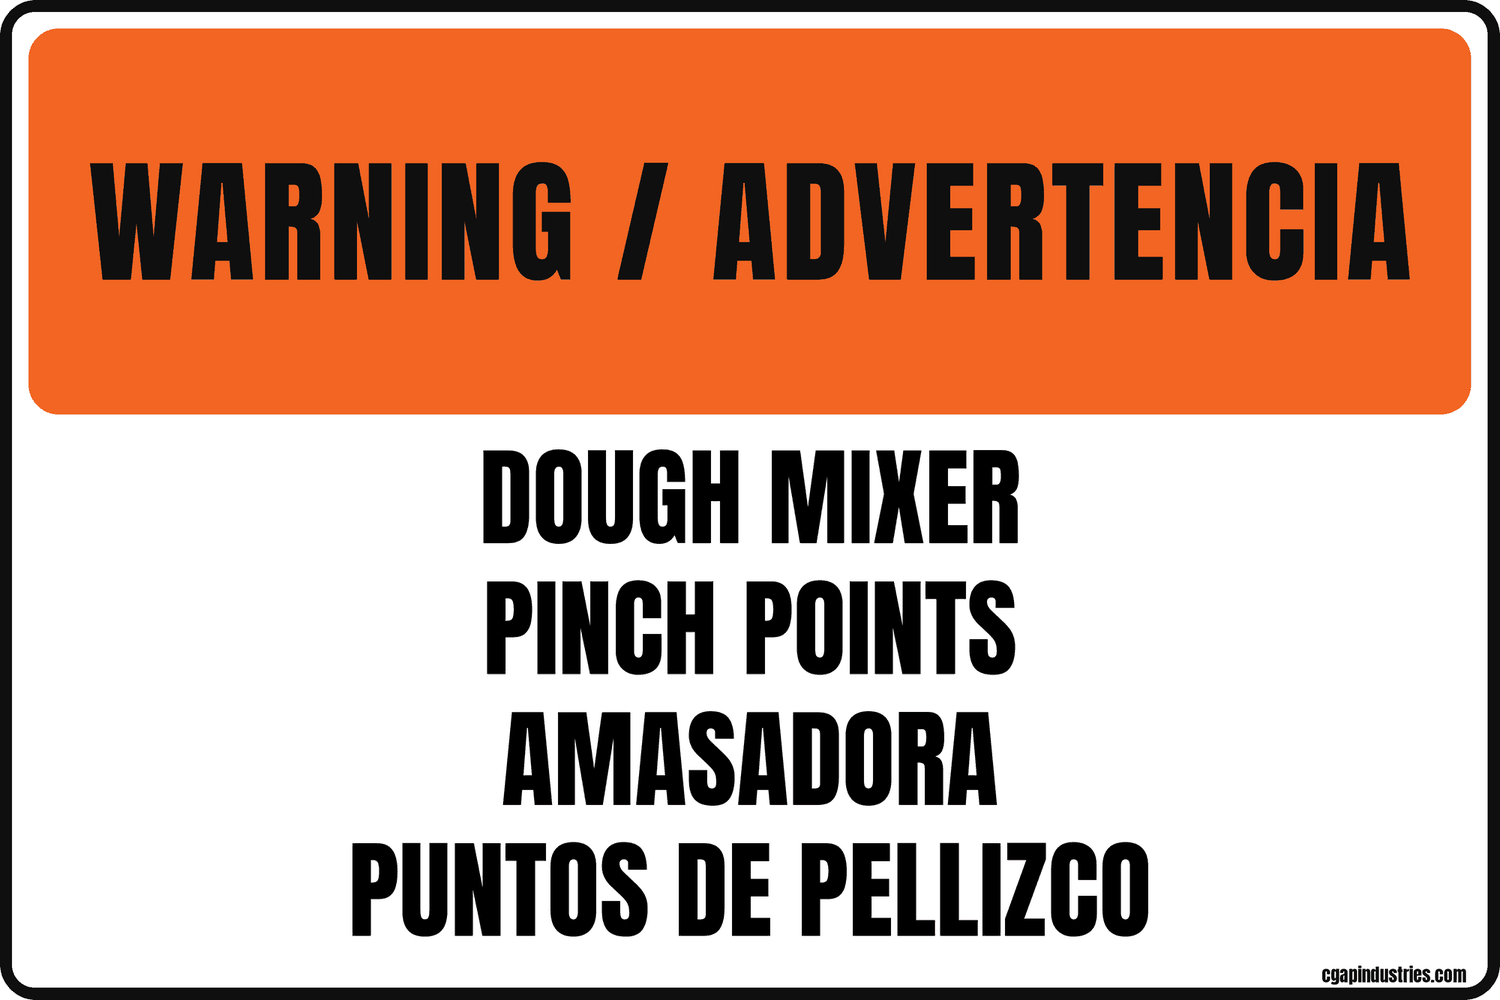 WARNING / ADVERTENCIA
DOUGH MIXER
PINCH POINTS
AMASADORA
PUNTOS DE PELLIZCO
cgapindustries.com